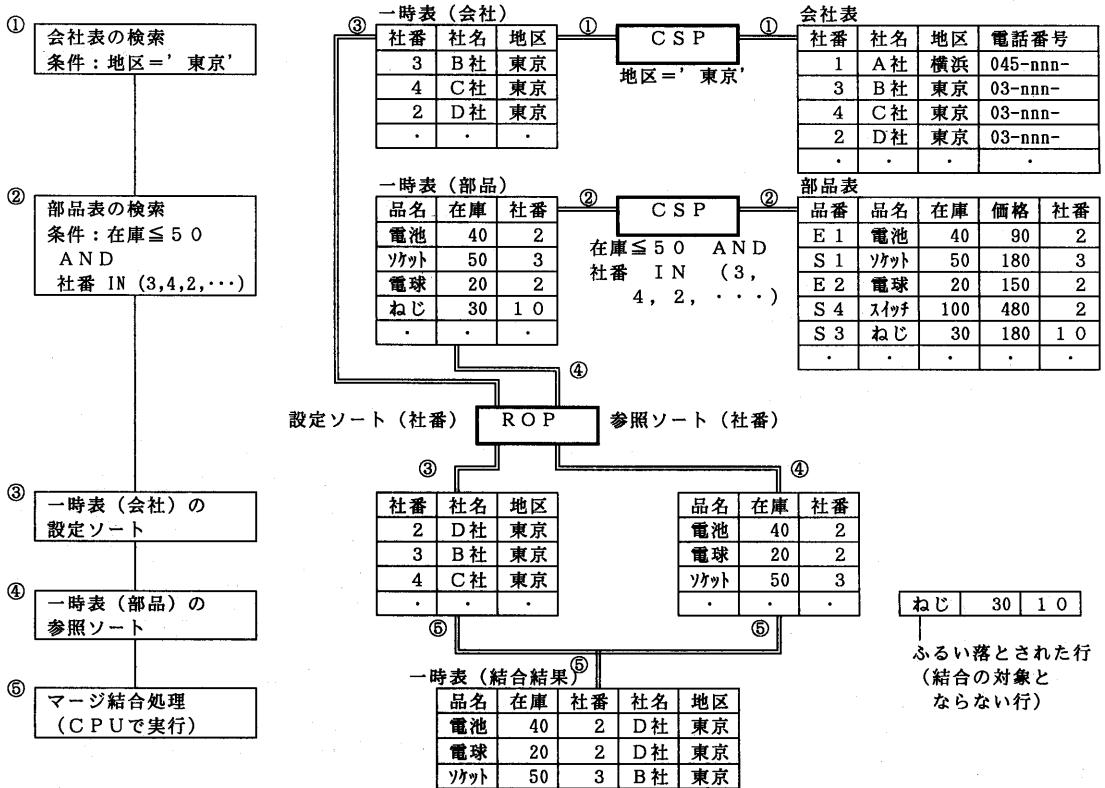 ①
会社表の検索
条件：地区＝’東京’
②
部品表の検索
条件：在庫≦５０
ＡＮＤ
社番 IN (3,4,2,･･･)
③
一時表（会社）の
設定ソート
④
一時表（部品）の
参照ソート
⑤
マージ結合処理
（ＣＰＵで実行）
③
一時表（会社）
社番 社名 地区
3 Ｂ社 東京
4 Ｃ社 東京
2 Ｄ社 東京
・ ・ ・
①
ＣＳＰ
地区＝’東京’
①
会社表
社番 社名 地区 電話番号
1 Ａ社 横浜 045-nnn-
3 Ｂ社 東京 03-nnn-
4 Ｃ社 東京 03-nnn-
2 Ｄ社 東京 03-nnn-
・ ・ ・ ・
一時表（部品）
品名 在庫 社番
電池 40 2
ｿｹｯﾄ 50 3
電球 20 2
ねじ 30 １０
・ ・ ・
②
ＣＳＰ
在庫≦５０ ＡＮＤ
社番 ＩＮ （３，
４，２，・・・）
②
部品表
品番 品名 在庫 価格 社番
Ｅ１ 電池 40 90 2
Ｓ１ ｿｹｯﾄ 50 180 3
Ｅ２ 電球 20 150 2
Ｓ４ ｽｲｯﾁ 100 480 2
Ｓ３ ねじ 30 180 １０
・ ・ ・ ・ ・
④
設定ソート（社番） ＲＯＰ 参照ソート（社番）
③
④
社番 社名 地区
2 Ｄ社 東京
3 Ｂ社 東京
4 Ｃ社 東京
・ ・ ・
品名 在庫 社番
電池 40 2
電球 20 2
ｿｹｯﾄ 50 3
・ ・ ・
ねじ 30 １０
ふるい落とされた行
（結合の対象と
ならない行）
⑤
⑤
⑤
一時表（結合結果）
品名 在庫 社番 社名 地区
電池 40 2 Ｄ社 東京
電球 20 2 Ｄ社 東京
ｿｹｯﾄ 50 3 Ｂ社 東京